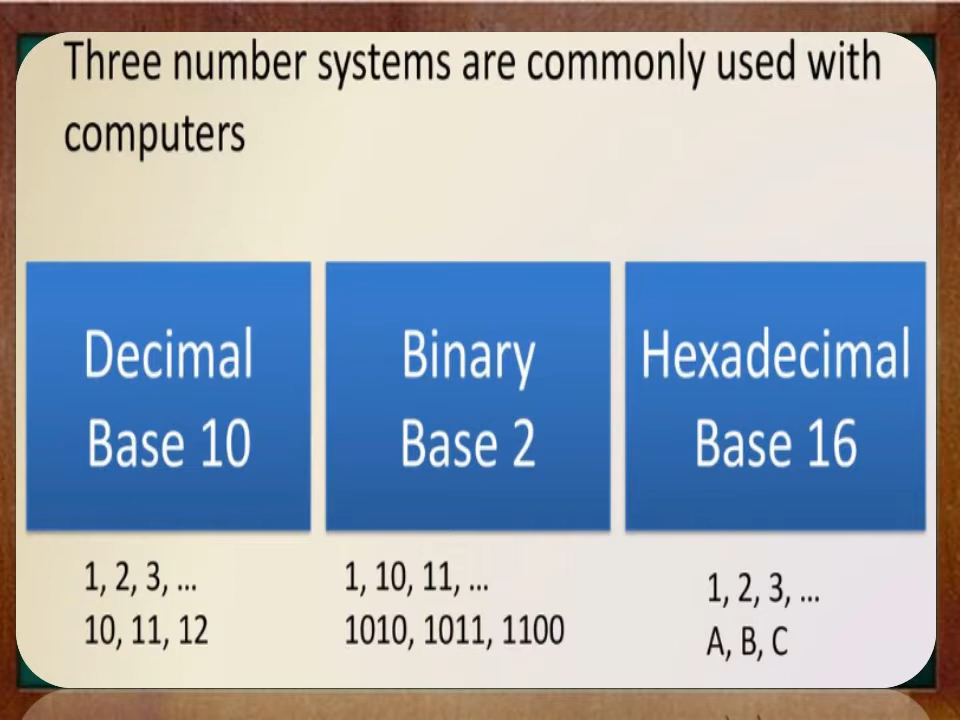 Three number systems are commonly used with
computers
Decimal
Base 10
Binary
Base 2
Hexadecimal
Base 16
1, 2, 3, ...
10, 11, 12
1, 10, 11, ...
1010, 1011, 1100
1, 2, 3, ...
A, B, C